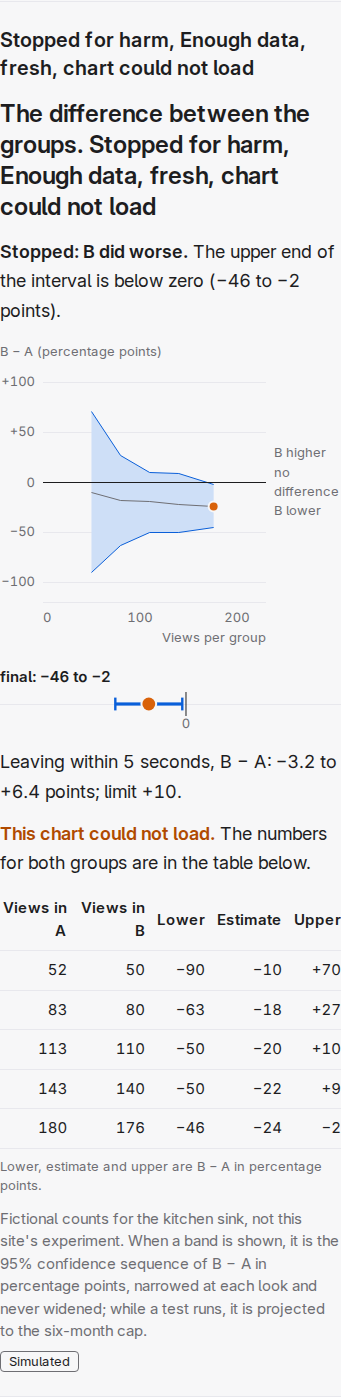 Stopped for harm, Enough data,
fresh, chart could not load
The difference between the
groups. Stopped for harm,
Enough data, fresh, chart
could not load
Stopped: B did worse. The upper end of
the interval is below zero (−46 to −2
points).
B − A (percentage points)
+100
+50
0
−50
−100
B higher
no
difference
B lower
0 100 200
Views per group
final: −46 to −2
0
Leaving within 5 seconds, B − A: −3.2 to
+6.4 points; limit +10.
This chart could not load. The numbers
for both groups are in the table below.
Views in A Views in B Lower Estimate Upper
52 50 −90 −10 +70
83 80 −63 −18 +27
113 110 −50 −20 +10
143 140 −50 −22 +9
180 176 −46 −24 −2
Lower, estimate and upper are B − A in percentage
points.
Fictional counts for the kitchen sink, not this
site's experiment. When a band is shown, it is the
95% confidence sequence of B − A in
percentage points, narrowed at each look and
never widened; while a test runs, it is projected
to the six-month cap.
Simulated